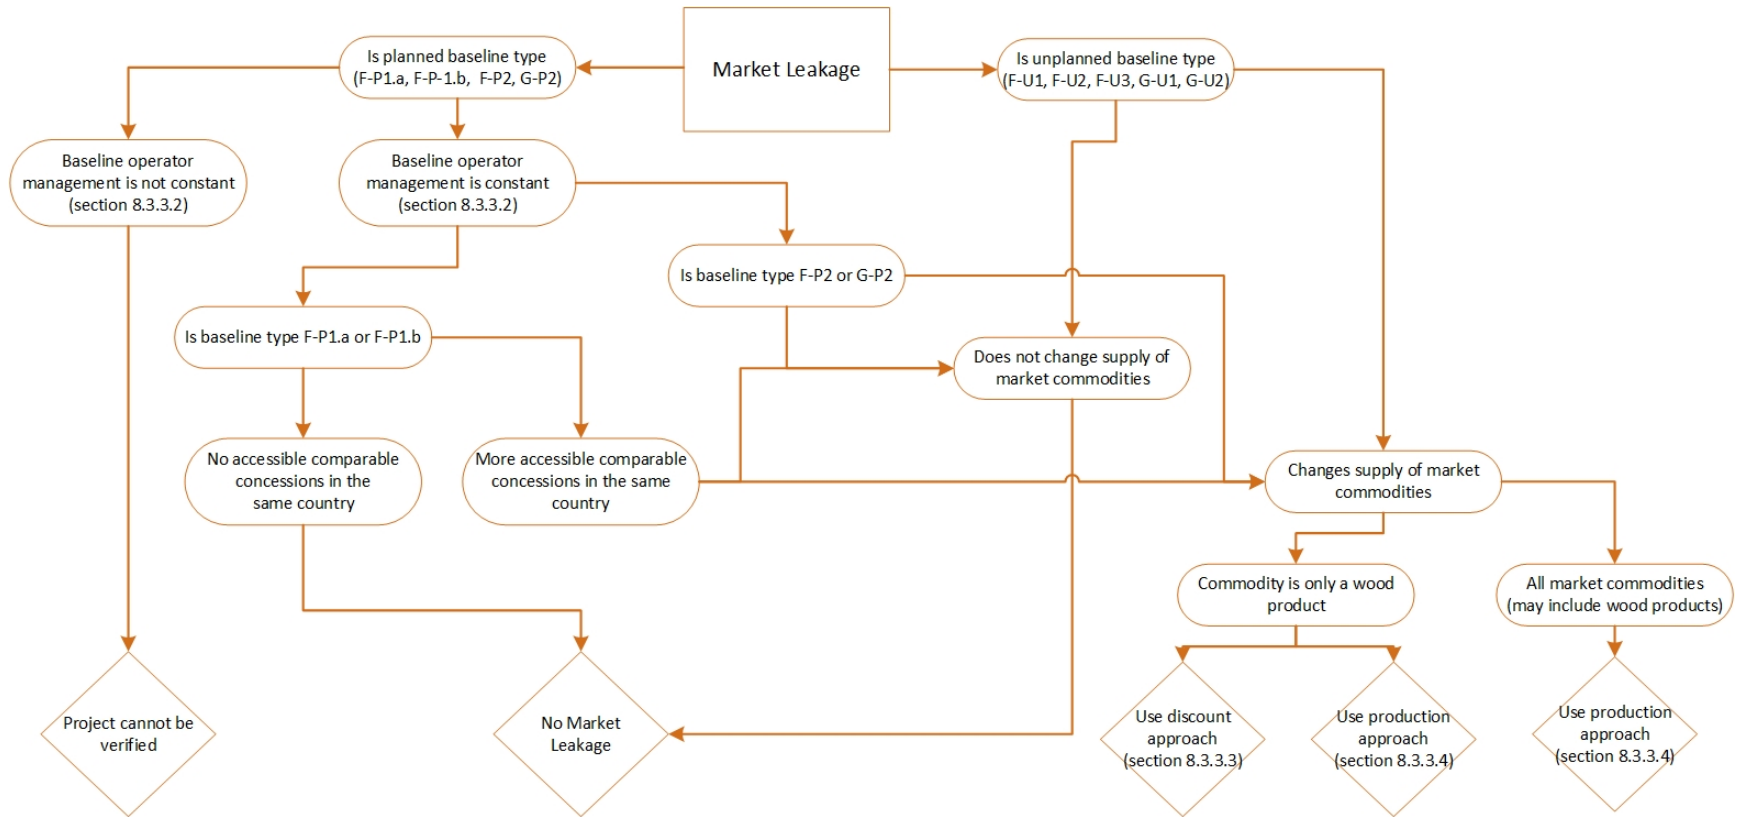 Market Leakage
Is planned baseline type
(F-P1.a, F-P-1.b, F-P2, G-P2)
Is unplanned baseline type
(F-U1, F-U2, F-U3, G-U1, G-U2)
Baseline operator
management is not constant
(section 8.3.3.2)
Baseline operator
management is constant
(section 8.3.3.2)
Is baseline type F-P2 or G-P2
Is baseline type F-P1.a or F-P1.b
Does not change supply of
market commodities
No accessible comparable
concessions in the
same country
More accessible comparable
concessions in the same
country
Changes supply of market
commodities
Commodity is only a wood
product
All market commodities
(may include wood products)
Project cannot be
verified
No Market
Leakage
Use discount
approach
(section 8.3.3.3)
Use production
approach
(section 8.3.3.4)
Use production
approach
(section 8.3.3.4)